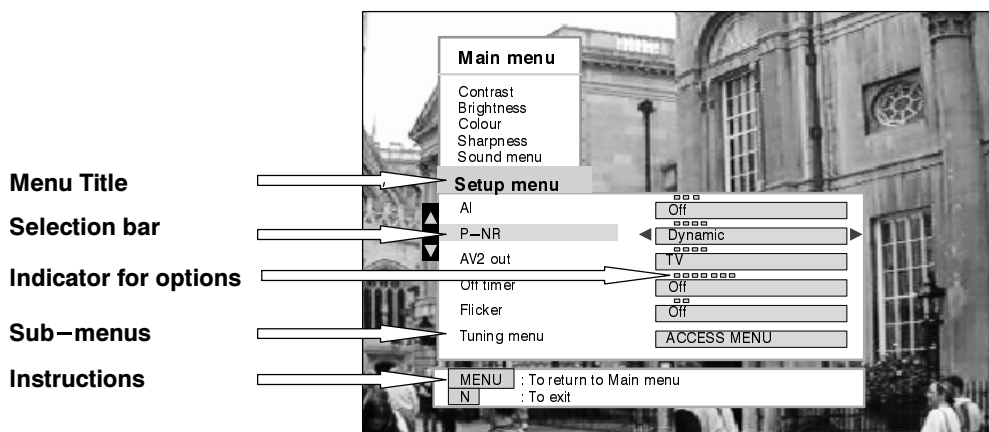 Main menu
Contrast
Brightness
Colour
Sharpness
Sound menu
Menu Title
Setup menu
AI Off
Selection bar
P−NR Dynamic
AV2 out TV
Indicator for options
Off timer Off
Flicker Off
Sub−menus
Tuning menu ACCESS MENU
Instructions
MENU : To return to Main menu
N : To exit